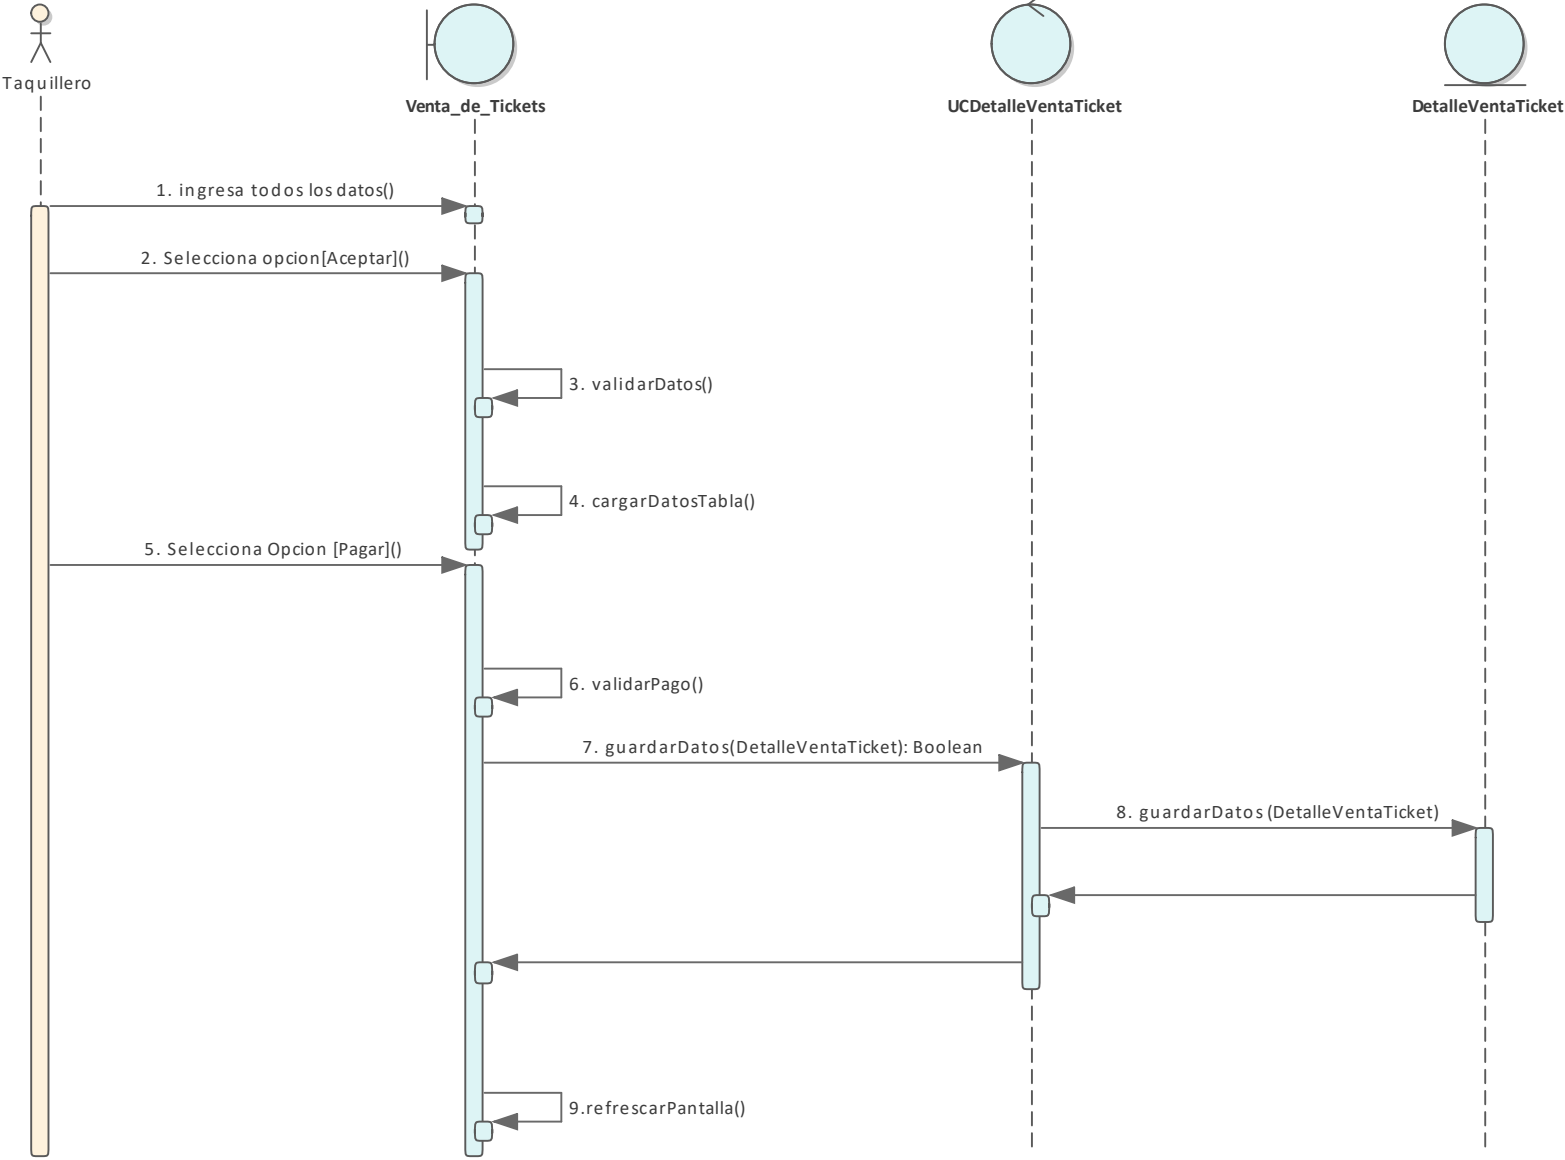 Taquillero
Venta_de_Tickets
UCDetalleVentaTicket
DetalleVentaTicket
1. ingresa todos los datos()
2. Selecciona opcion[Aceptar]()
3. validarDatos()
4. cargarDatosTabla()
5. Selecciona Opcion [Pagar]()
6. validarPago()
7. guardarDatos(DetalleVentaTicket): Boolean
8. guardarDatos (DetalleVentaTicket)
9.refrescarPantalla()